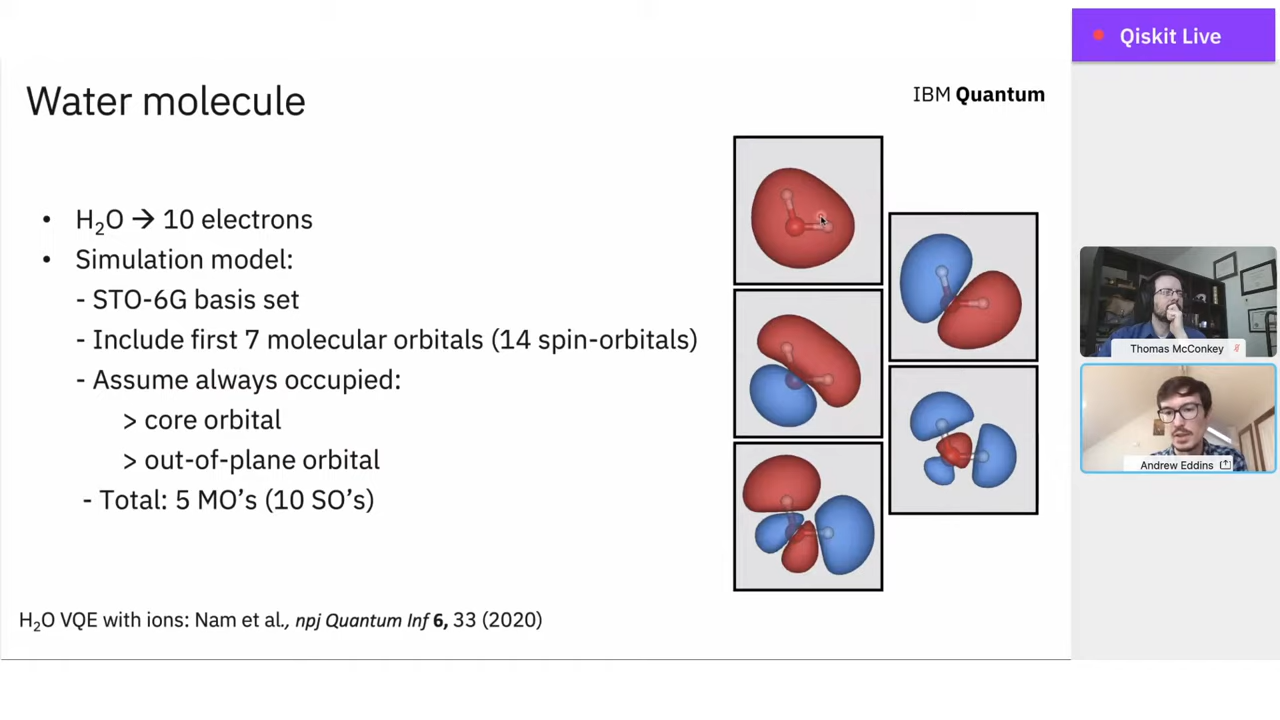 Qiskit Live
Water molecule
IBM Quantum
• H₂O → 10 electrons
• Simulation model:
- STO-6G basis set
- Include first 7 molecular orbitals (14 spin-orbitals)
- Assume always occupied:
> core orbital
> out-of-plane orbital
- Total: 5 MO’s (10 SO’s)
Thomas McConkey
Andrew Eddins
H₂O VQE with ions: Nam et al., npj Quantum Inf 6, 33 (2020)